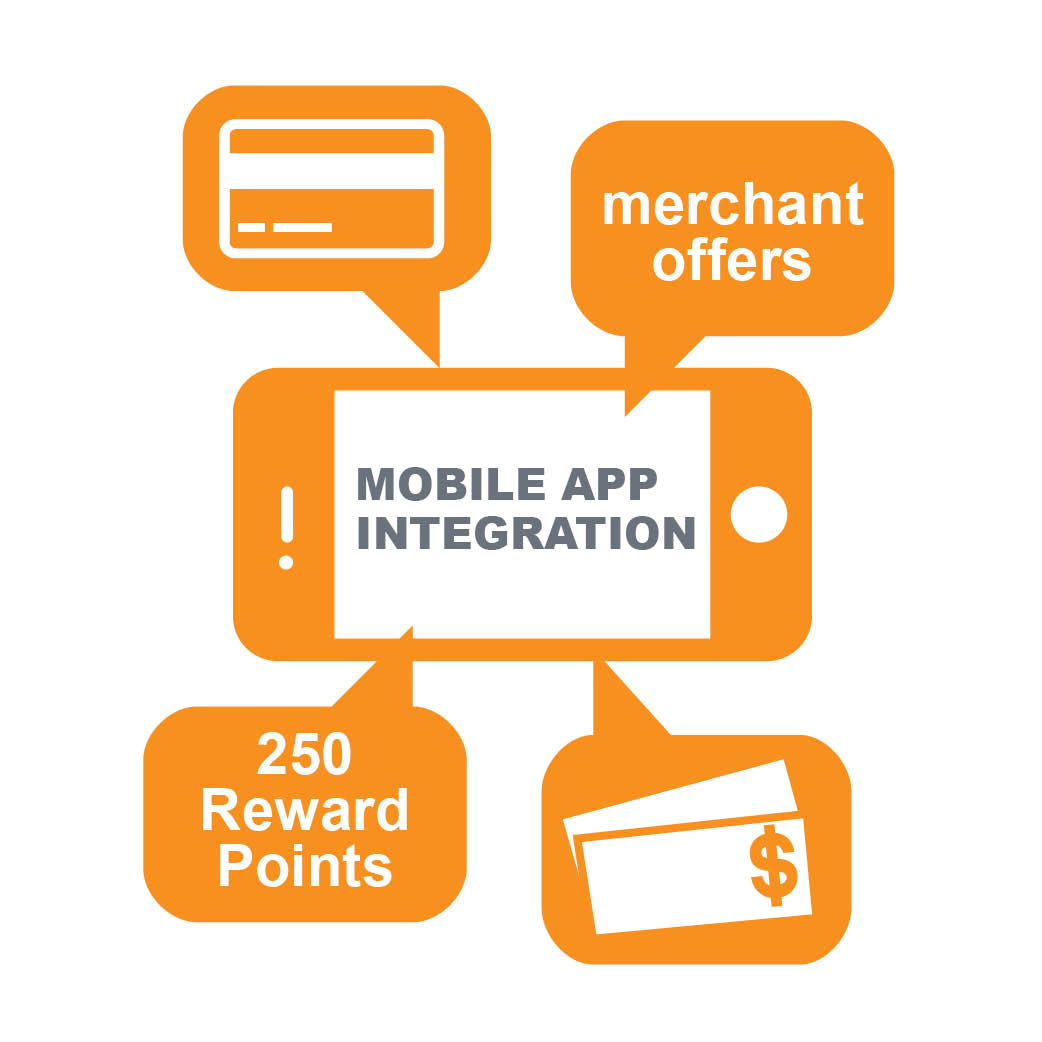 merchant
offers
MOBILE APP
INTEGRATION
250
Reward
Points
$